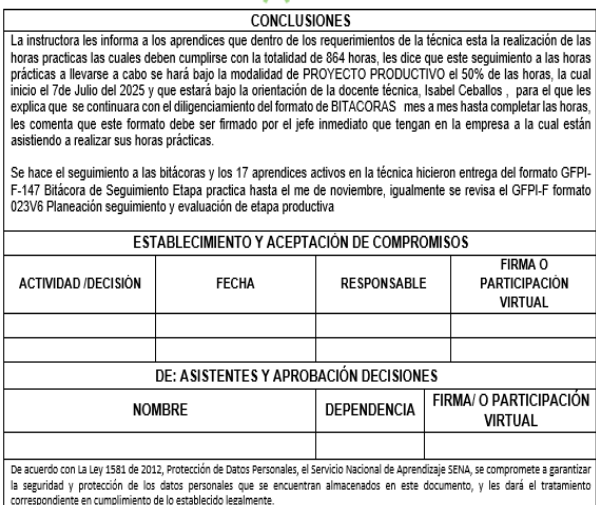 CONCLUSIONES
La instructora les informa a los aprendices que dentro de los requerimientos de la técnica esta la realización de las
horas practicas las cuales deben cumplirse con la totalidad de 864 horas, les dice que este seguimiento a las horas
prácticas a llevarse a cabo se hará bajo la modalidad de PROYECTO PRODUCTIVO el 50% de las horas, la cual
inicio el 7de Julio del 2025 y que estará bajo la orientación de la docente técnica, Isabel Ceballos , para el que les
explica que se continuara con el diligenciamiento del formato de BITACORAS mes a mes hasta completar las horas,
les comenta que este formato debe ser firmado por el jefe inmediato que tengan en la empresa a la cual están
asistiendo a realizar sus horas prácticas.
Se hace el seguimiento a las bitácoras y los 17 aprendices activos en la técnica hicieron entrega del formato GFPI-
F-147 Bitácora de Seguimiento Etapa practica hasta el me de noviembre, igualmente se revisa el GFPI-F formato
023V6 Planeación seguimiento y evaluación de etapa productiva
ESTABLECIMIENTO Y ACEPTACIÓN DE COMPROMISOS
ACTIVIDAD /DECISIÓN FECHA RESPONSABLE FIRMA O
PARTICIPACIÓN
VIRTUAL
DE: ASISTENTES Y APROBACIÓN DECISIONES
NOMBRE DEPENDENCIA FIRMA/ O PARTICIPACIÓN
VIRTUAL
De acuerdo con La Ley 1581 de 2012, Protección de Datos Personales, el Servicio Nacional de Aprendizaje SENA, se compromete a garantizar
la seguridad y protección de los datos personales que se encuentran almacenados en este documento, y les dará el tratamiento
correspondiente en cumplimiento de lo establecido legalmente.